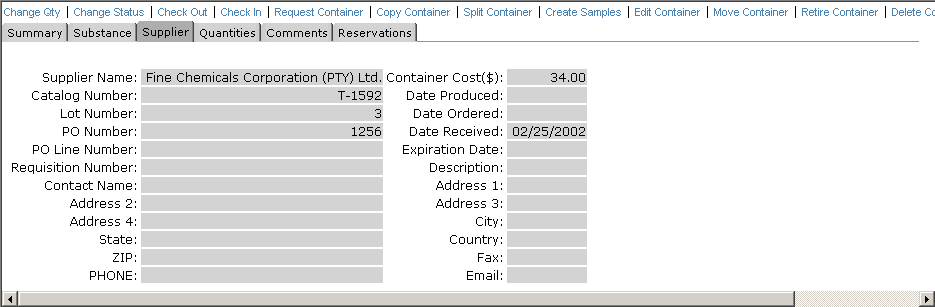 Change Qty | Change Status | Check Out | Check In | Request Container | Copy Container | Split Container | Create Samples | Edit Container | Move Container | Retire Container | Delete Co
Summary Substance Supplier Quantities Comments Reservations
Supplier Name: Fine Chemicals Corporation (PTY) Ltd. Container Cost($): 34.00
Catalog Number: T-1592 Date Produced:
Lot Number: 3 Date Ordered:
PO Number: 1256 Date Received: 02/25/2002
PO Line Number: Expiration Date:
Requisition Number: Description:
Contact Name: Address 1:
Address 2: Address 3:
Address 4: City:
State: Country:
ZIP: Fax:
PHONE: Email: